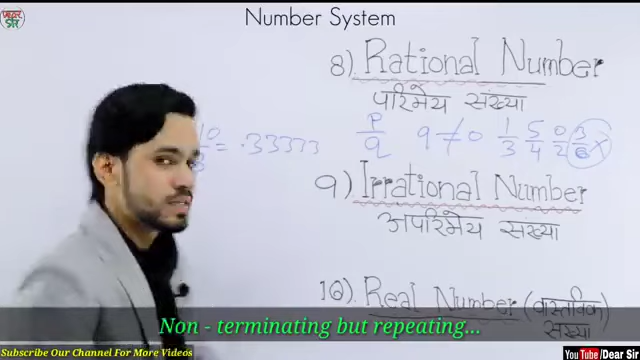 Number System
DEAR SIR
8) Rational Number
परिमेय संख्या
10/3 = .33333
p/q q ≠ 0 1/3 5/4 0/2 3/0 ×
9) Irrational Number
अपरिमेय संख्या
10). Real Number (वास्तविक संख्या)
Non - terminating but repeating...
Subscribe Our Channel For More Videos
YouTube/Dear Sir